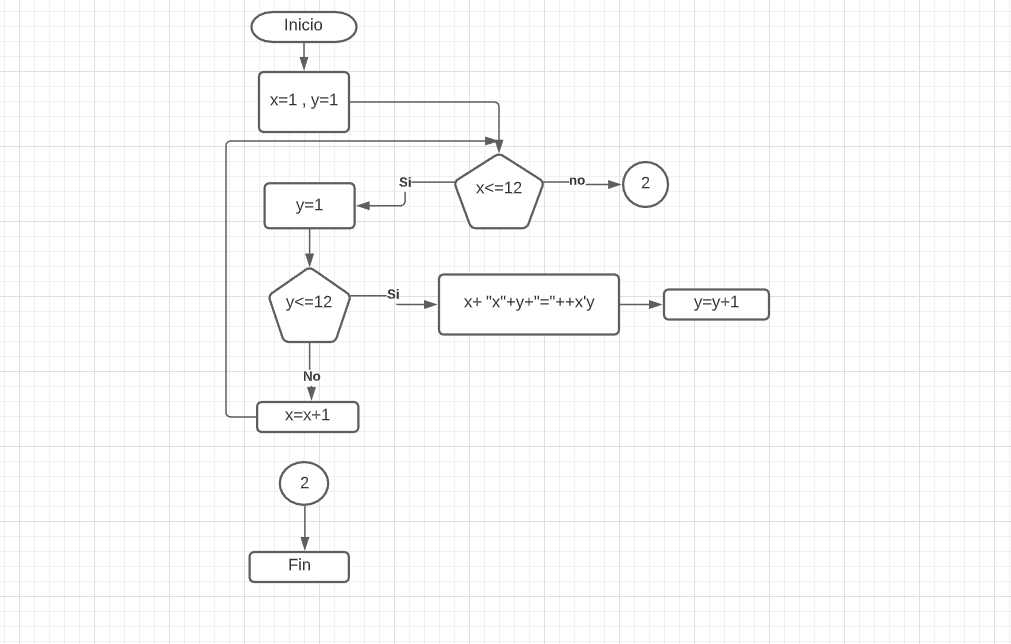 Inicio
x=1 , y=1
x<=12
Si
no
2
y=1
y<=12
Si
x+ "x"+y+"="++x'y
y=y+1
No
x=x+1
2
Fin